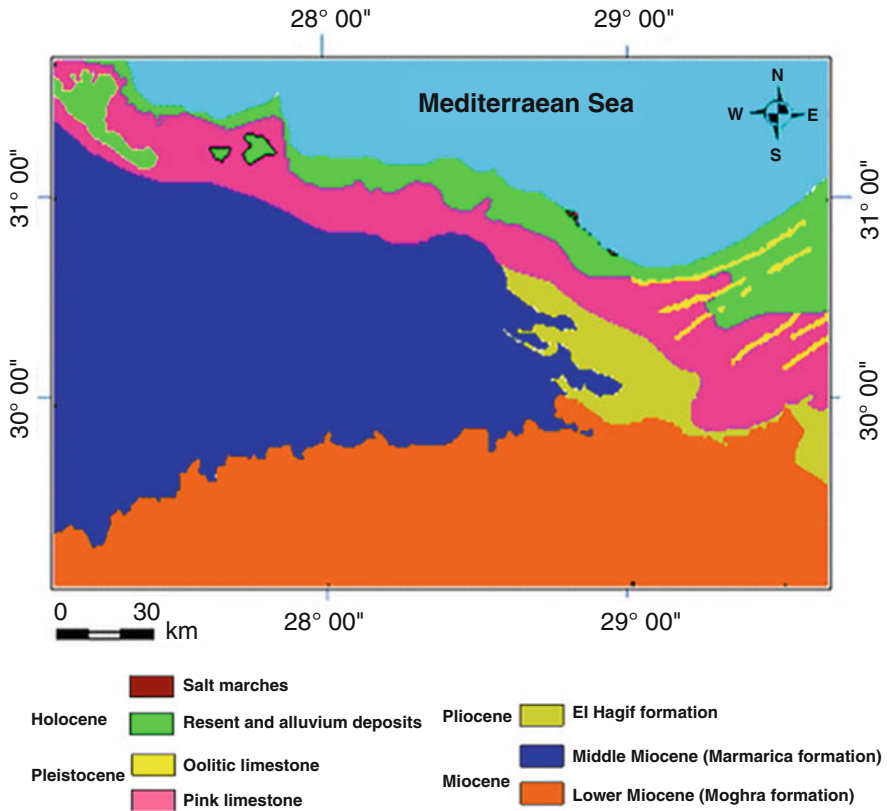 28° 00" 29° 00"
Mediterraean Sea
N
W E
S
31° 00" 31° 00"
30° 00" 30° 00"
0 30
km
28° 00" 29° 00"
Holocene
Salt marches
Resent and alluvium deposits
Pleistocene
Oolitic limestone
Pink limestone
Pliocene
El Hagif formation
Miocene
Middle Miocene (Marmarica formation)
Lower Miocene (Moghra formation)